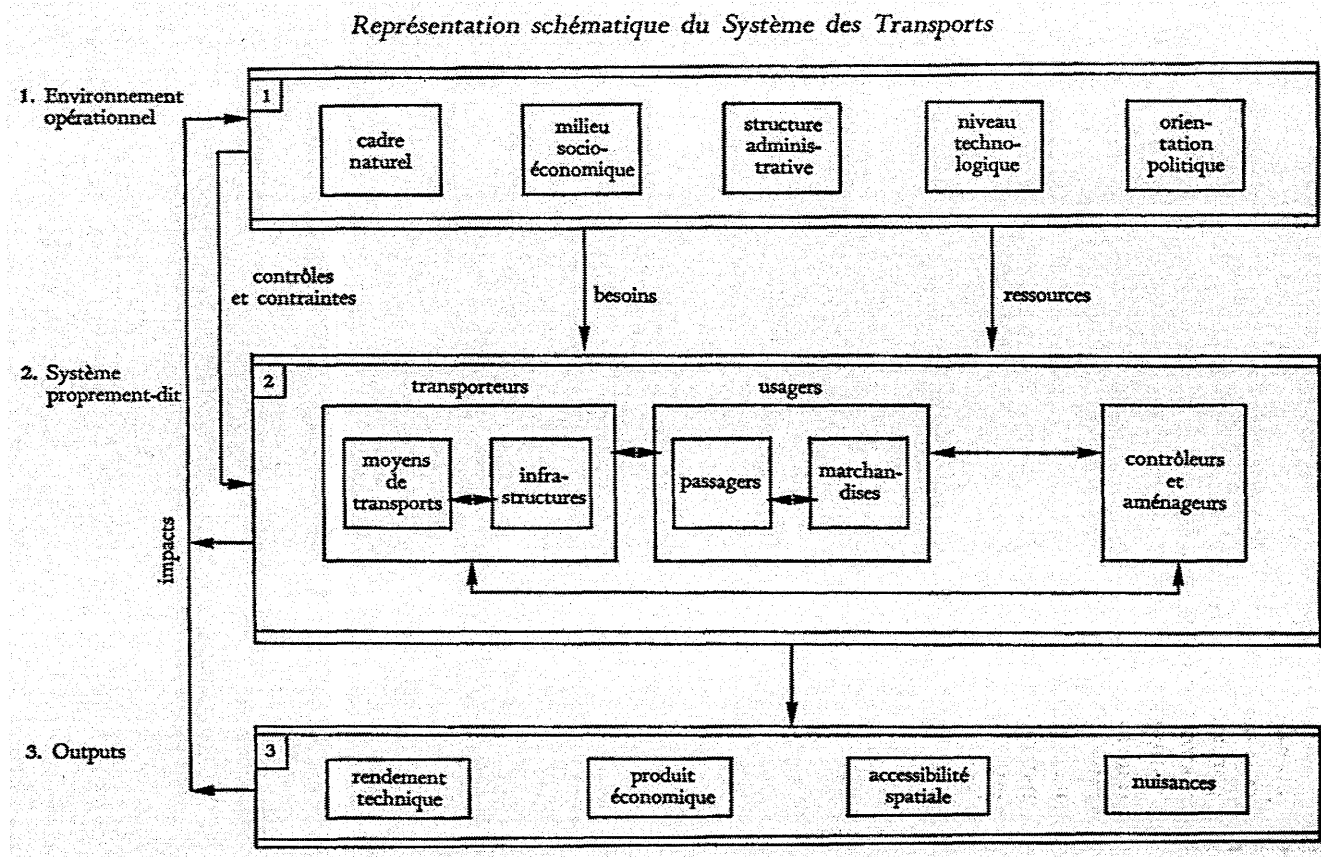 Représentation schématique du Système des Transports
1. Environnement
opérationnel
1
cadre
naturel
milieu
socio-
économique
structure
adminis-
trative
niveau
techno-
logique
orien-
tation
politique
contrôles
et contraintes
besoins
ressources
2. Système
proprement-dit
2
transporteurs
usagers
moyens
de
transports
infra-
structures
passagers
marchan-
dises
contrôleurs
et
aménageurs
impacts
3. Outputs
3
rendement
technique
produit
économique
accessibilité
spatiale
nuisances